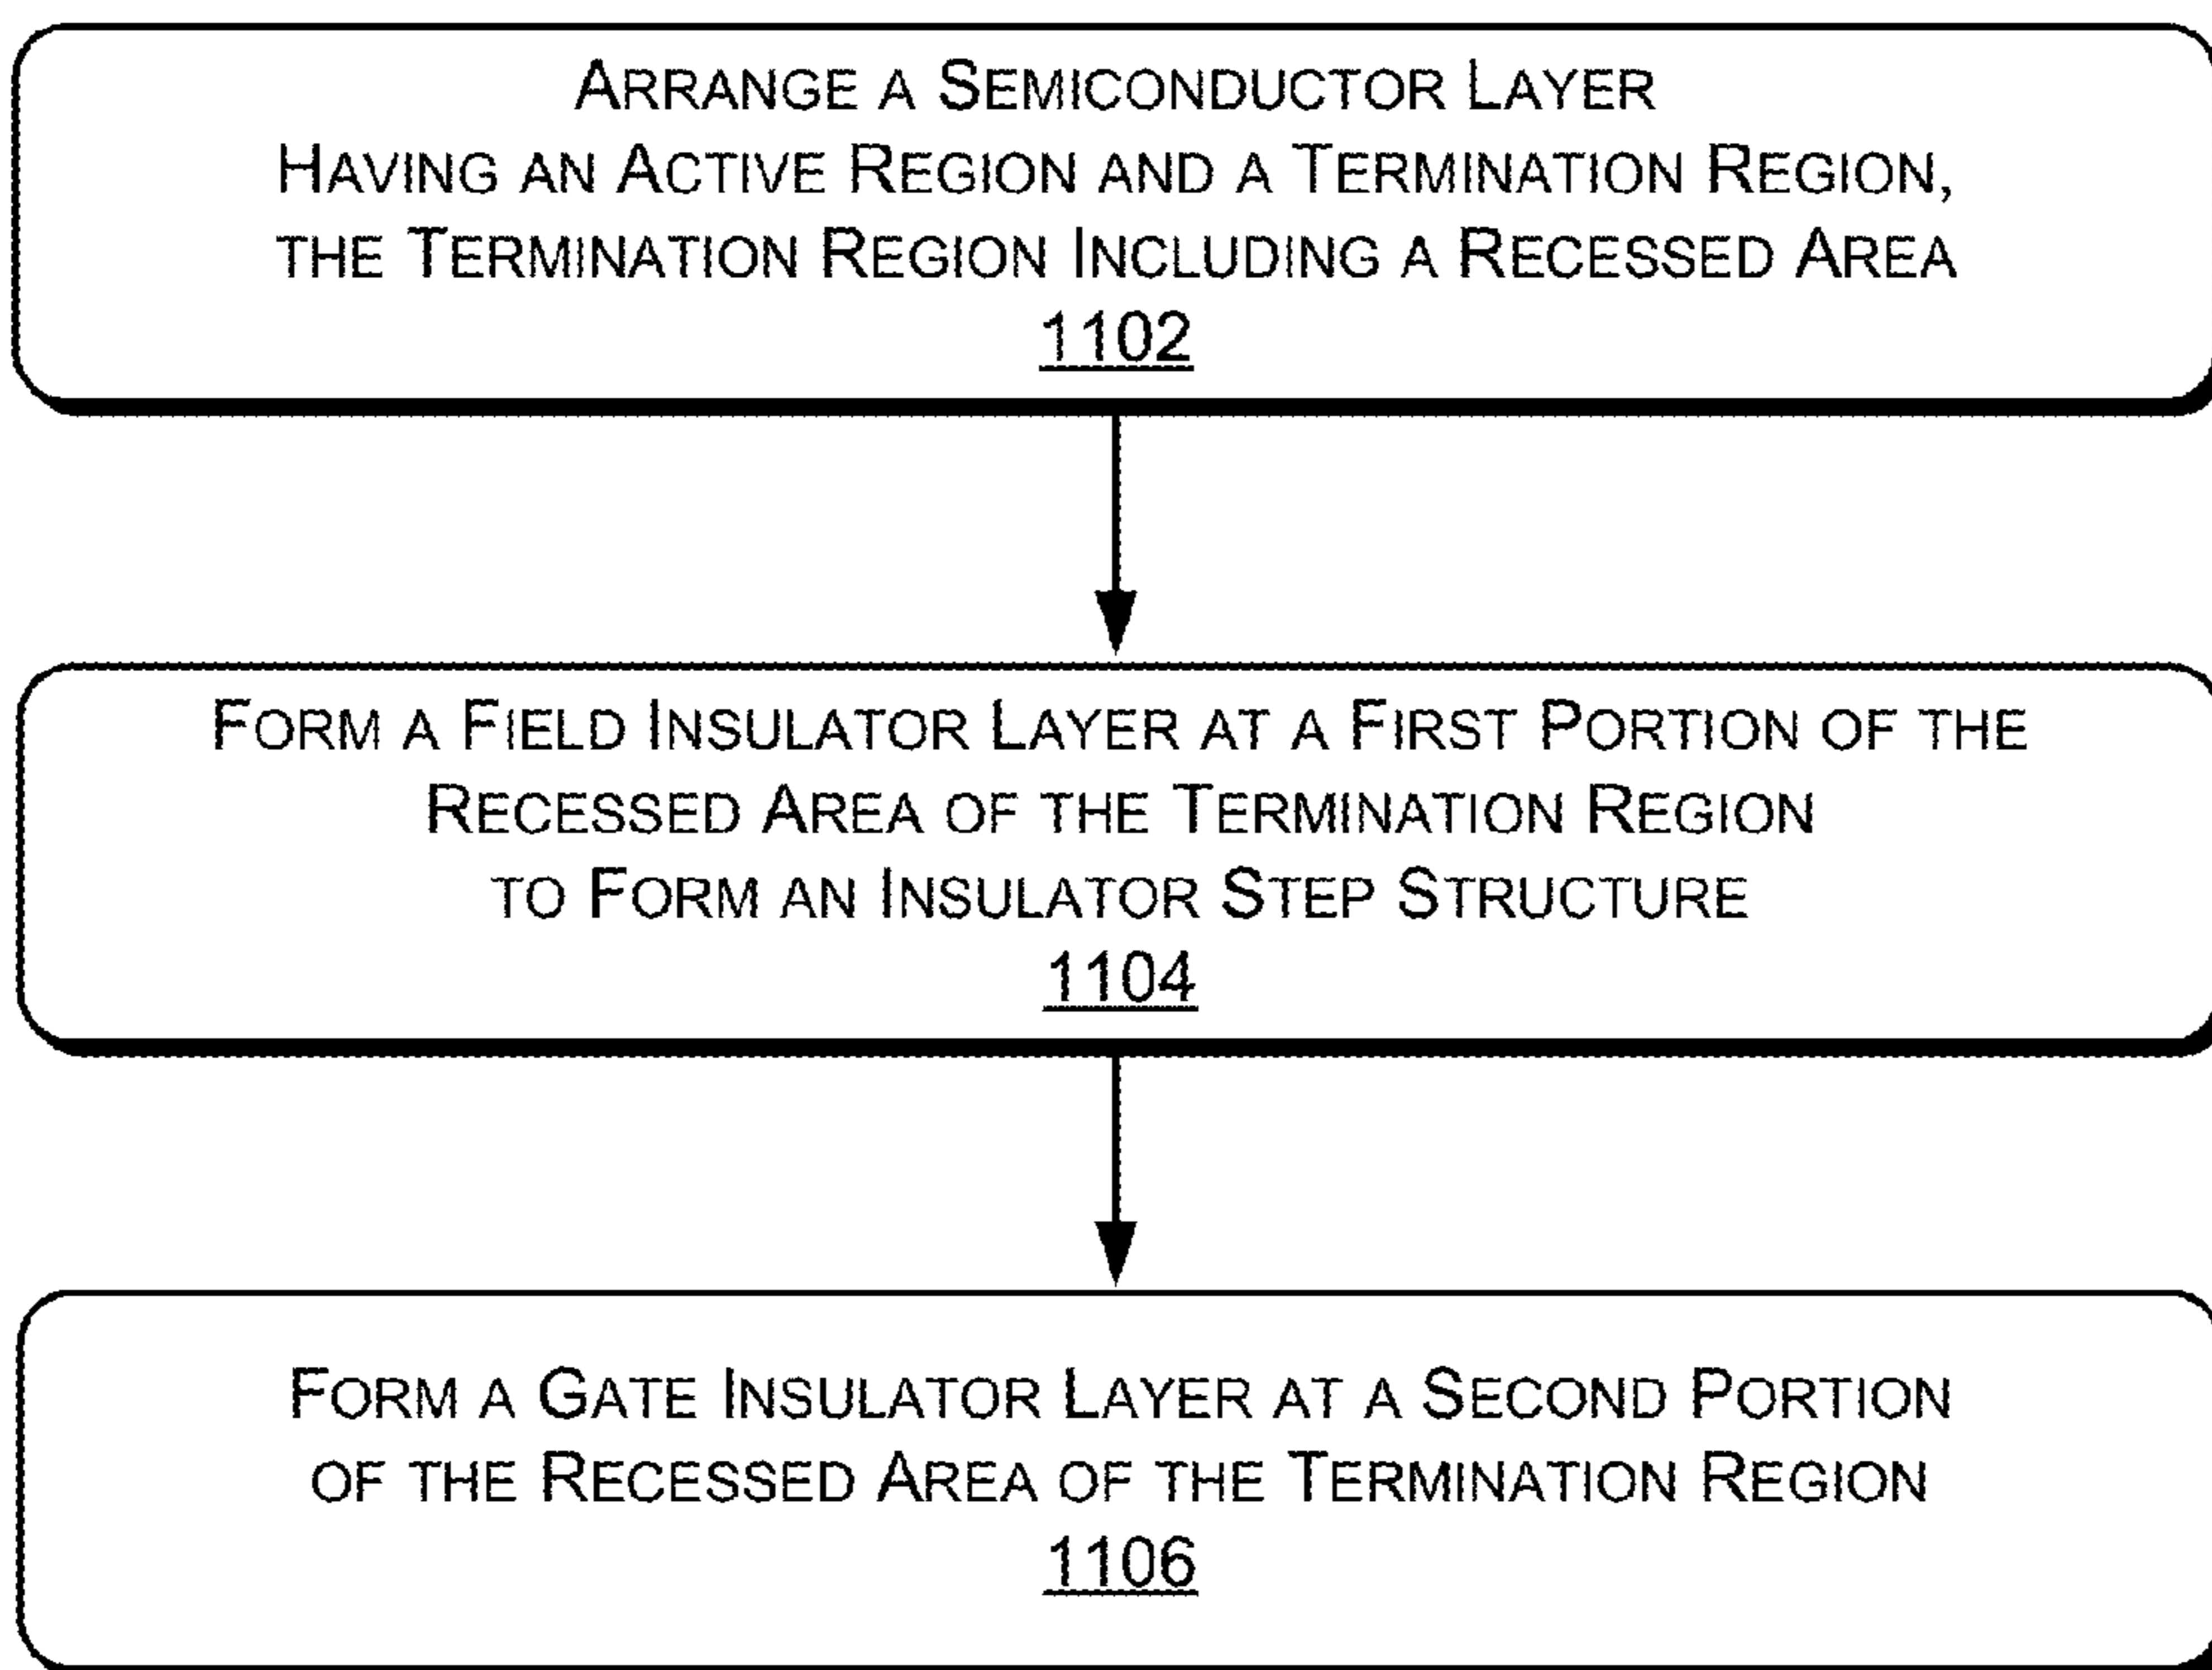 ARRANGE A SEMICONDUCTOR LAYER
HAVING AN ACTIVE REGION AND A TERMINATION REGION,
THE TERMINATION REGION INCLUDING A RECESSED AREA
1102
FORM A FIELD INSULATOR LAYER AT A FIRST PORTION OF THE
RECESSED AREA OF THE TERMINATION REGION
TO FORM AN INSULATOR STEP STRUCTURE
1104
FORM A GATE INSULATOR LAYER AT A SECOND PORTION
OF THE RECESSED AREA OF THE TERMINATION REGION
1106